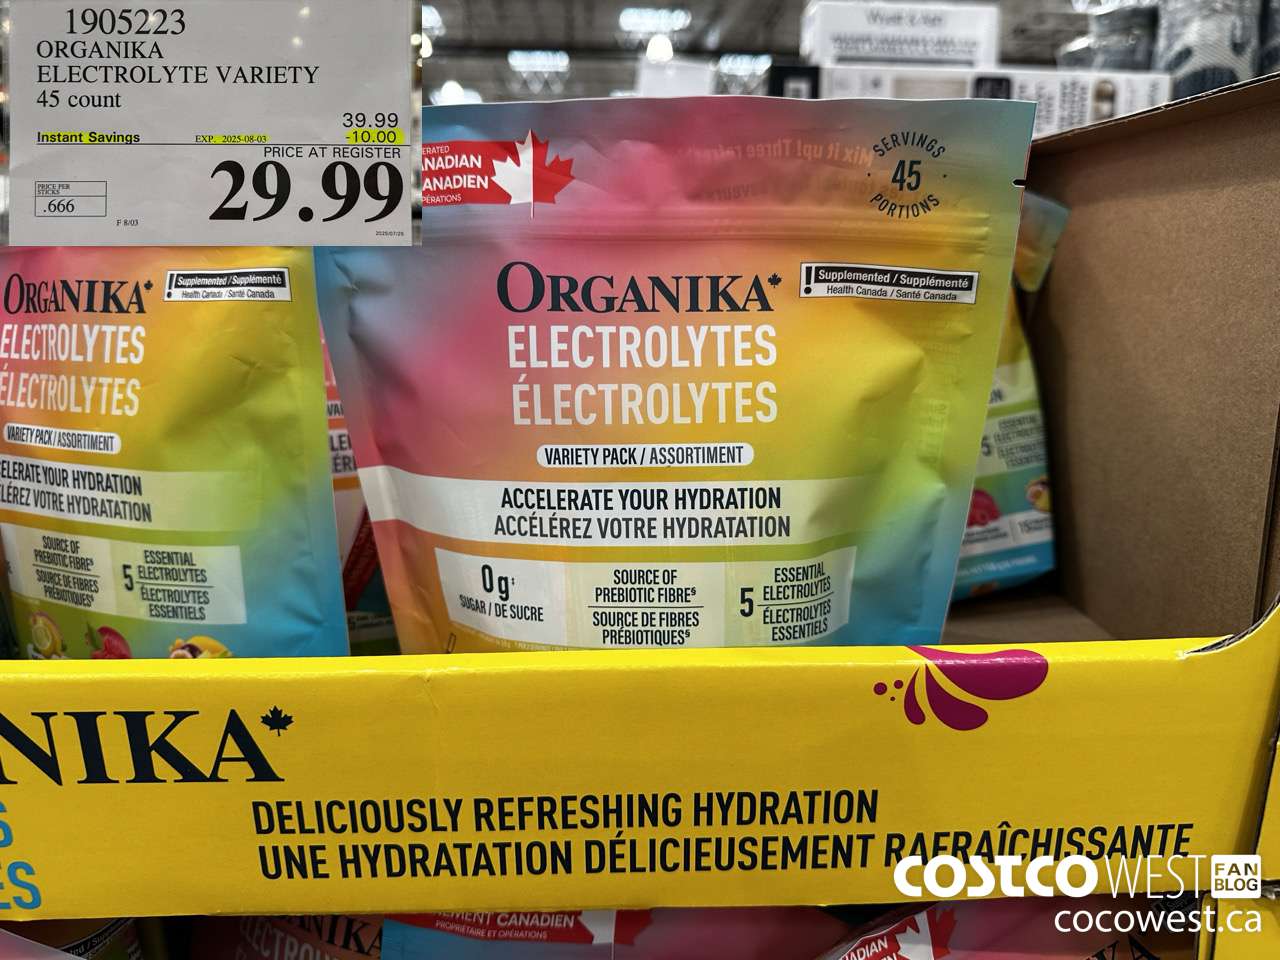 1905223
ORGANIKA
ELECTROLYTE VARIETY
45 count
39.99
Instant Savings EXP. 2025-08-03 -10.00
PRICE AT REGISTER
29.99
PRICE PER
STICKS
.666
F 8/03
2025/07/25
SERVINGS
45
PORTIONS
ORGANIKA
! Supplemented / Supplémenté
Health Canada / Santé Canada
ELECTROLYTES
ÉLECTROLYTES
VARIETY PACK / ASSORTIMENT
ACCELERATE YOUR HYDRATION
ACCÉLÉREZ VOTRE HYDRATATION
0g‡
SUGAR / DE SUCRE
SOURCE OF
PREBIOTIC FIBRE§
SOURCE DE FIBRES
PRÉBIOTIQUES§
5 ESSENTIAL
ELECTROLYTES
ÉLECTROLYTES
ESSENTIELS
ORGANIKA
! Supplemented / Supplémenté
Health Canada / Santé Canada
ELECTROLYTES
ÉLECTROLYTES
VARIETY PACK / ASSORTIMENT
YOUR HYDRATION
VOTRE HYDRATATION
SOURCE OF
PREBIOTIC FIBRE§
SOURCE DE FIBRES
PRÉBIOTIQUES§
5 ESSENTIAL
ELECTROLYTES
ÉLECTROLYTES
ESSENTIELS
NIKA
DELICIOUSLY REFRESHING HYDRATION
UNE HYDRATATION DÉLICIEUSEMENT RAFRAÎCHISSANTE
CANADIEN
PROPRIÉTAIRE ET OPÉRATIONS
COSTCO WEST FAN BLOG
cocowest.ca